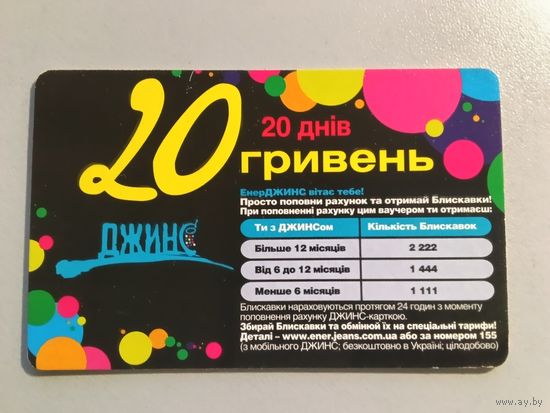 20
20 днів
гривень
ДЖИНС
ЕнерДЖИНС вітає тебе!
Просто поповни рахунок та отримай Блискавки!
При поповненні рахунку цим ваучером ти отримаєш:
Ти з ДЖИНСом Кількість Блискавок
Більше 12 місяців 2 222
Від 6 до 12 місяців 1 444
Менше 6 місяців 1 111
Блискавки нараховуються протягом 24 годин з моменту
поповнення рахунку ДЖИНС-карткою.
Збирай Блискавки та обмінюй їх на спеціальні тарифи!
Деталі – www.ener.jeans.com.ua або за номером 155
(з мобільного ДЖИНС; безкоштовно в Україні; цілодобово)
www.ay.by